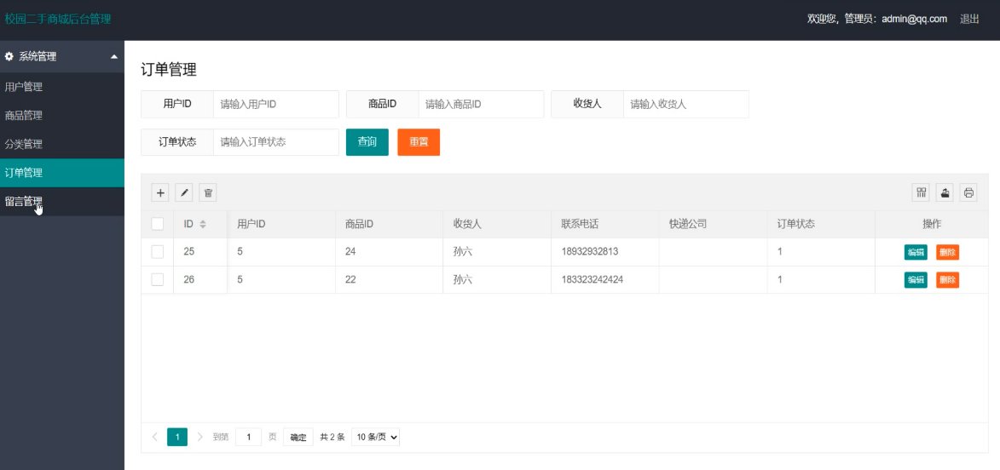 校园二手商城后台管理
欢迎您，管理员：admin@qq.com 退出
系统管理
用户管理
商品管理
分类管理
订单管理
留言管理
订单管理
用户ID 请输入用户ID 商品ID 请输入商品ID 收货人 请输入收货人
订单状态 请输入订单状态 查询 重置
ID 用户ID 商品ID 收货人 联系电话 快递公司 订单状态 操作
25 5 24 孙六 18932932813 1 编辑 删除
26 5 22 孙六 183323242424 1 编辑 删除
1 到第 1 页 确定 共 2 条 10 条/页